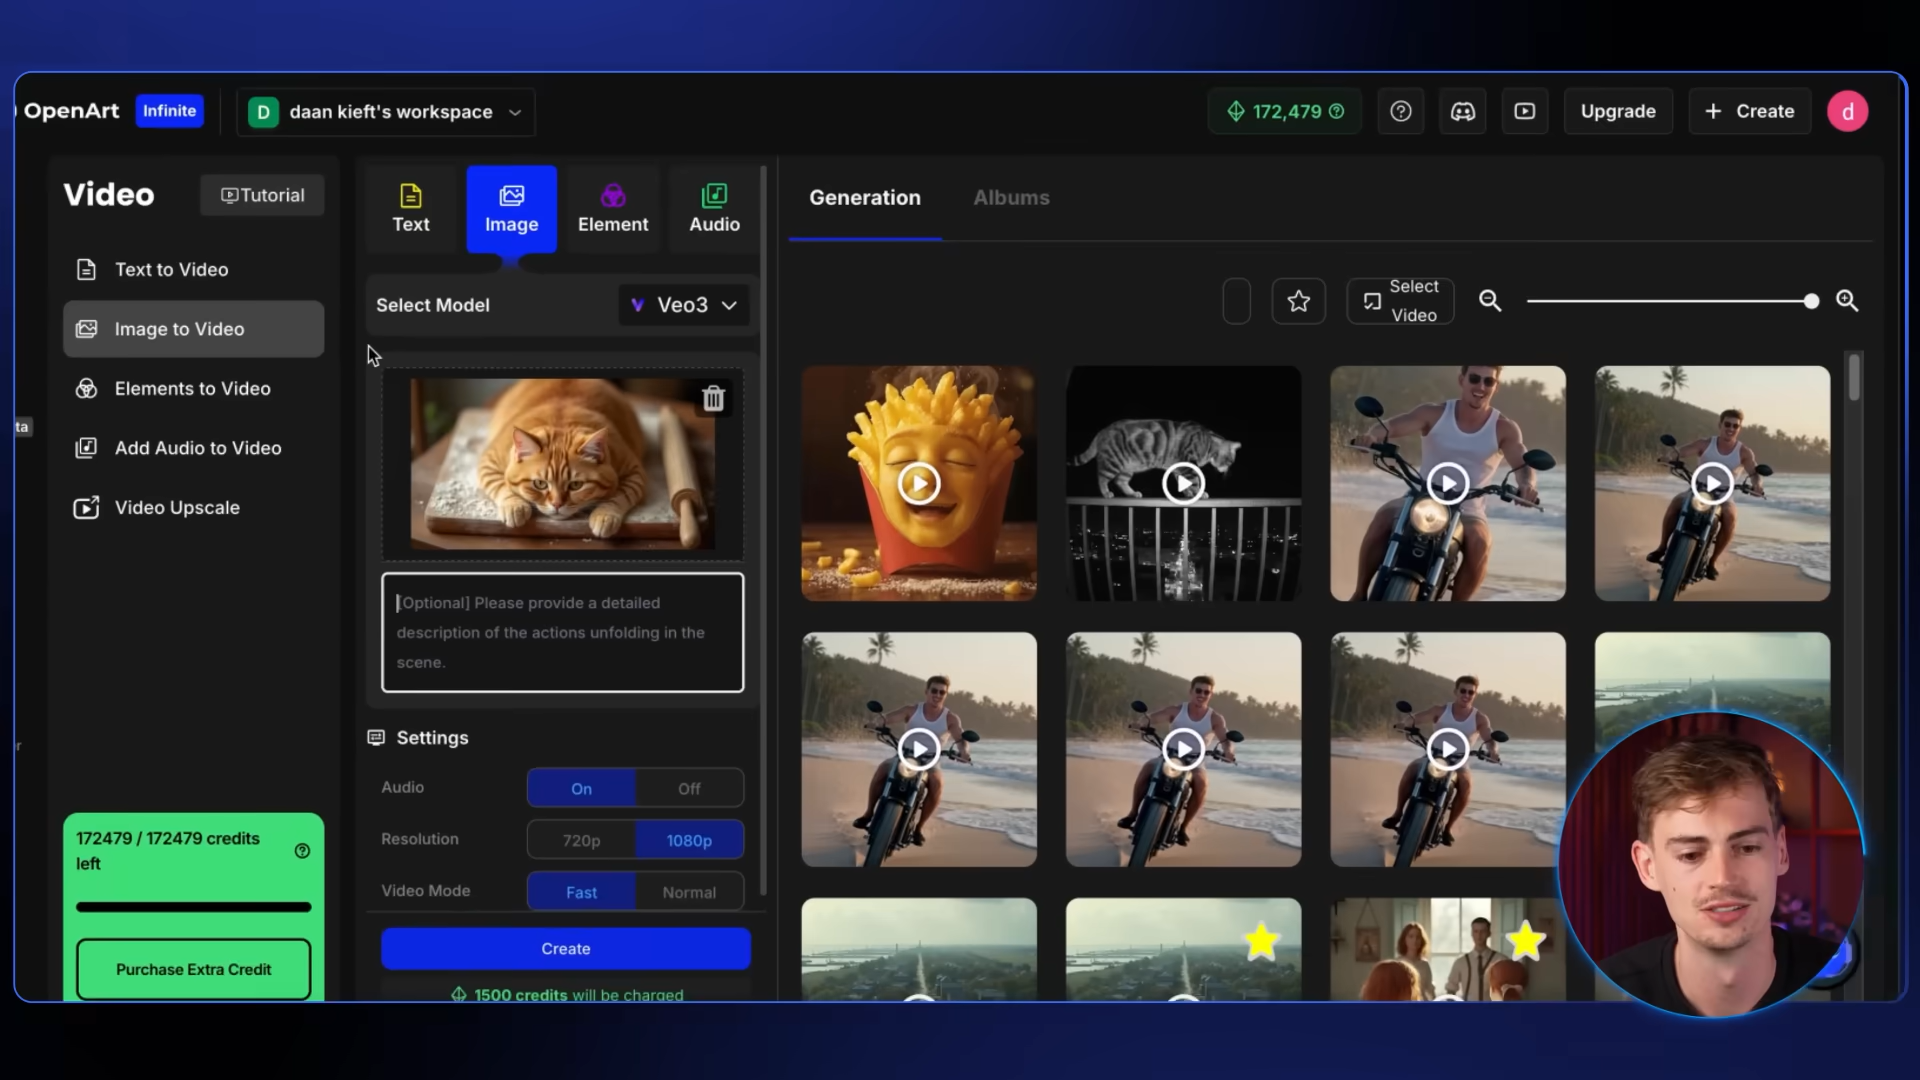 OpenArt
Infinite
D
daan kieft's workspace
172,479
Upgrade
+ Create
d
Video
Tutorial
Text to Video
Image to Video
Elements to Video
Add Audio to Video
Video Upscale
ta
r
172479 / 172479 credits
left
Purchase Extra Credit
Text
Image
Element
Audio
Select Model
Veo3
[Optional] Please provide a detailed
description of the actions unfolding in the
scene.
Settings
Audio
On
Off
Resolution
720p
1080p
Video Mode
Fast
Normal
Create
1500 credits will be charged
Generation
Albums
Select
Video